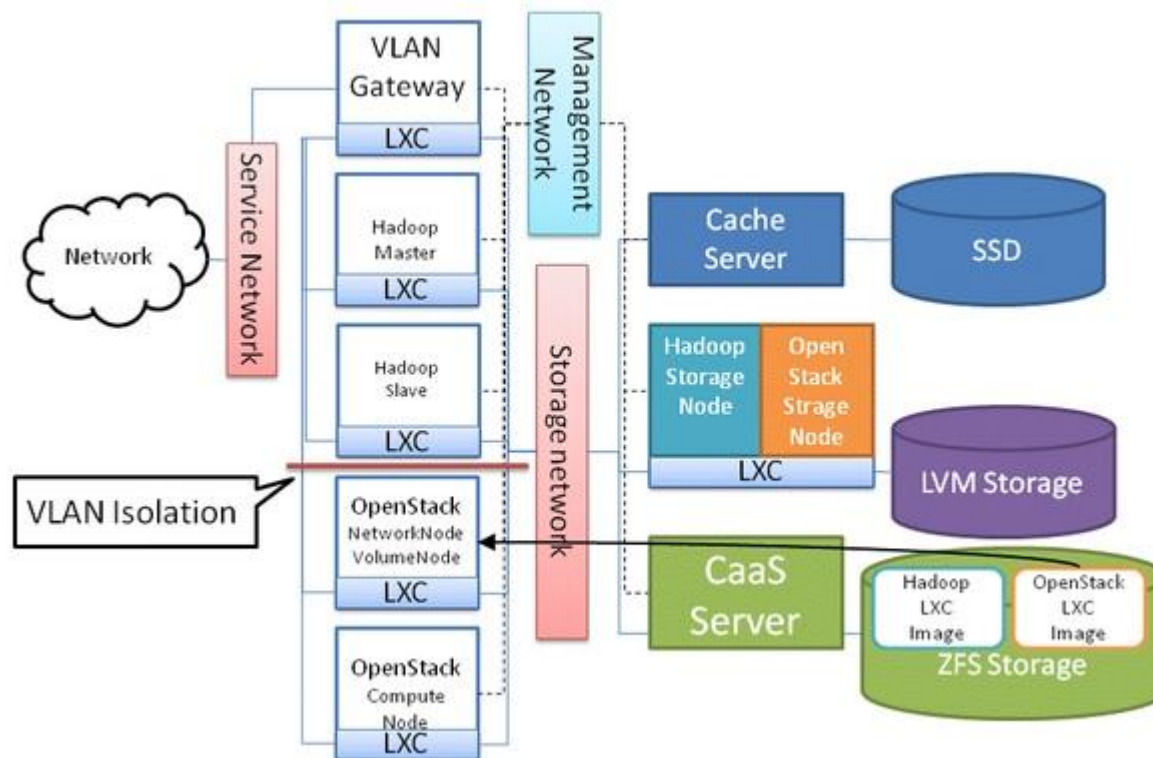 VLAN
Gateway
LXC
Management
Network
Service Network
Network
Hadoop
Master
LXC
Cache
Server
SSD
Hadoop
Slave
LXC
Storage network
Hadoop
Storage
Node
Open
Stack
Strage
Node
LXC
LVM Storage
VLAN Isolation
OpenStack
NetworkNode
VolumeNode
LXC
CaaS
Server
Hadoop
LXC
Image
OpenStack
LXC
Image
ZFS Storage
OpenStack
Compute
Node
LXC